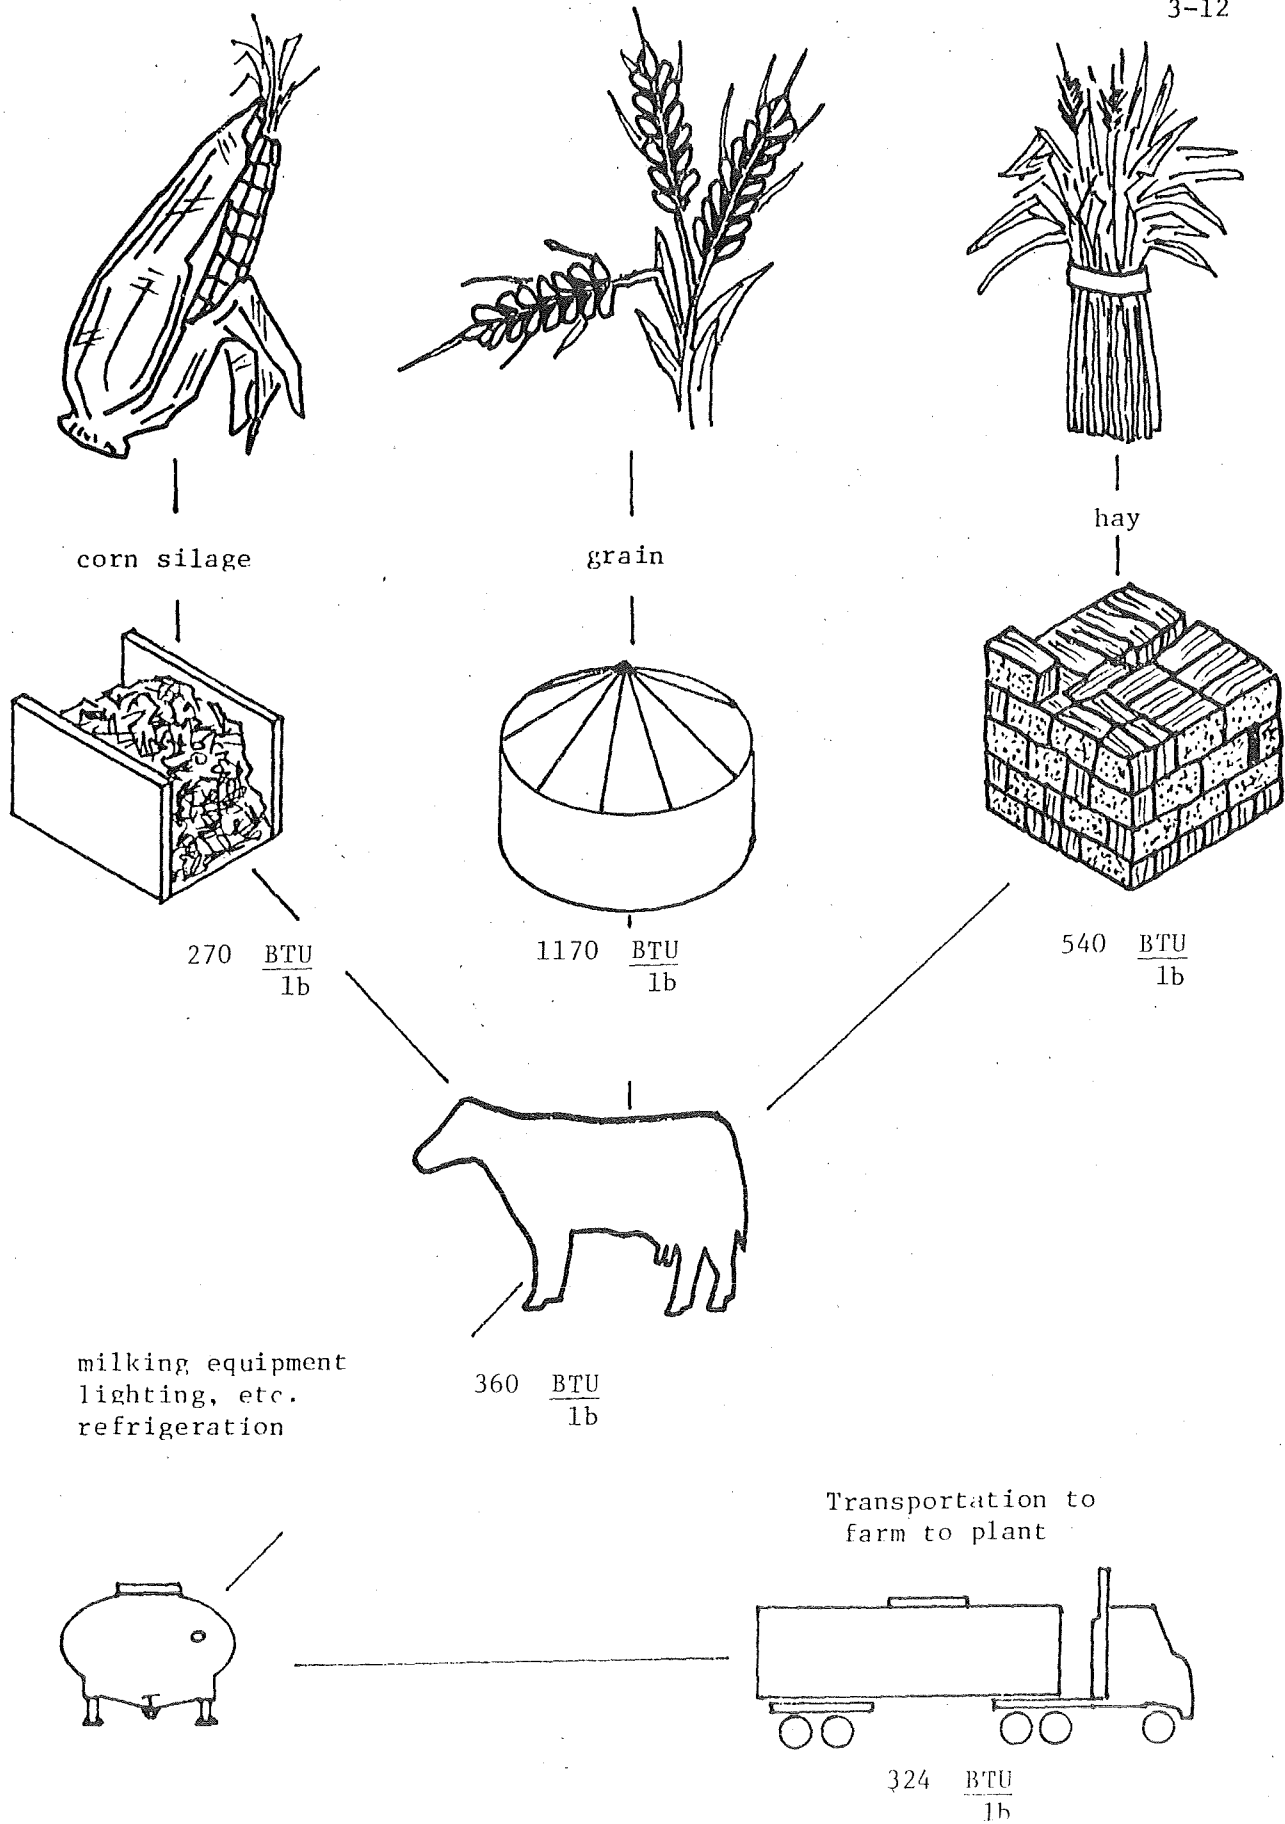 3-12
corn silage
grain
hay
270 BTU
lb
1170 BTU
lb
540 BTU
lb
milking equipment
lighting, etc.
refrigeration
360 BTU
lb
Transportation to
farm to plant
324 BTU
lb